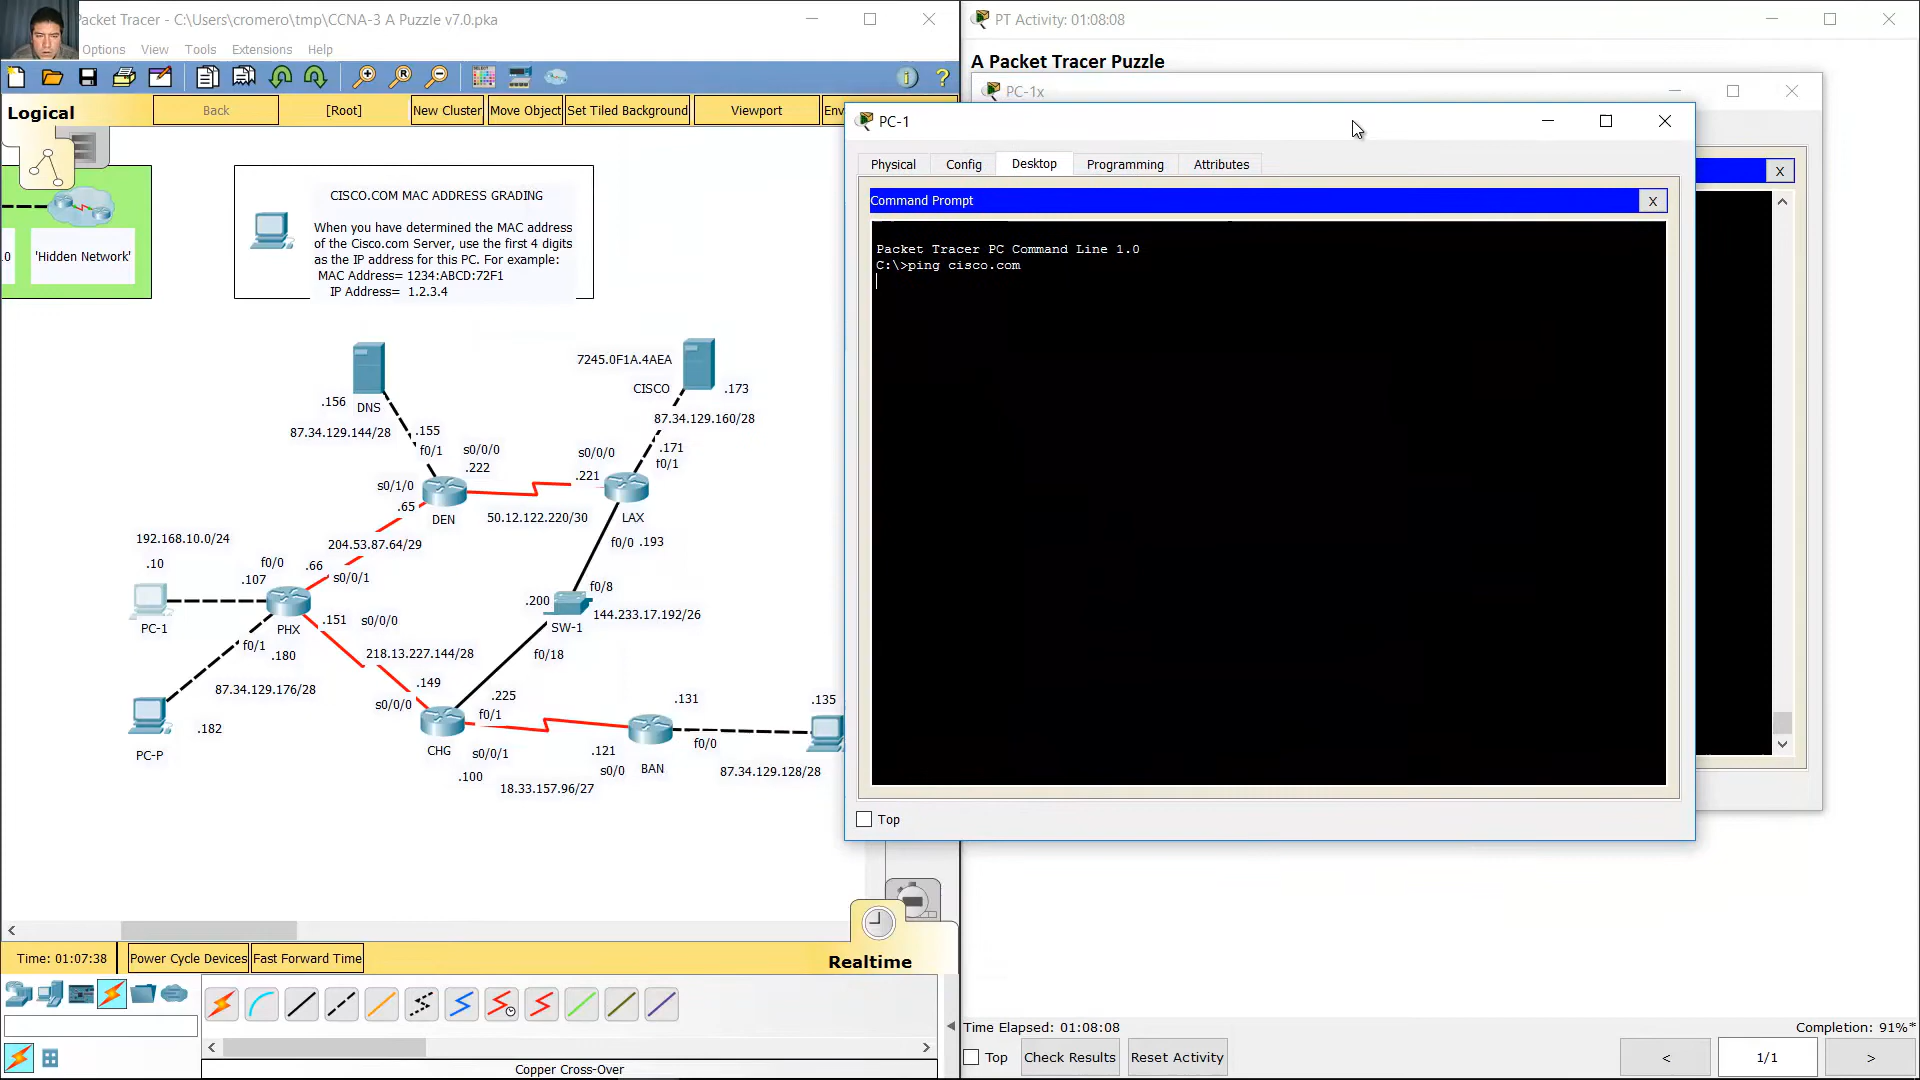 Packet Tracer - C:\Users\cromero\tmp\CCNA-3 A Puzzle v7.0.pka
Options View Tools Extensions Help
Logical
Back
[Root]
New Cluster
Move Object
Set Tiled Background
Viewport
Env
'Hidden Network'
0
CISCO.COM MAC ADDRESS GRADING
When you have determined the MAC address
of the Cisco.com Server, use the first 4 digits
as the IP address for this PC. For example:
MAC Address= 1234:ABCD:72F1
IP Address= 1.2.3.4
7245.0F1A.4AEA
CISCO
.173
.156
DNS
87.34.129.144/28
.155
f0/1
s0/0/0
.222
87.34.129.160/28
.171
f0/1
s0/0/0
.221
s0/1/0
.65
DEN
50.12.122.220/30
LAX
192.168.10.0/24
.10
204.53.87.64/29
f0/0 .193
f0/0
.107
.66
s0/0/1
f0/8
.200
144.233.17.192/26
PC-1
PHX
.151
s0/0/0
SW-1
f0/1
.180
218.13.227.144/28
f0/18
87.34.129.176/28
.149
.225
.131
.135
s0/0/0
f0/1
.182
PC-P
CHG
s0/0/1
.100
.121
s0/0
BAN
f0/0
87.34.129.128/28
18.33.157.96/27
Time: 01:07:38
Power Cycle Devices
Fast Forward Time
Realtime
Copper Cross-Over
PT Activity: 01:08:08
A Packet Tracer Puzzle
PC-1x
X
PC-1
Physical
Config
Desktop
Programming
Attributes
Command Prompt
X
Packet Tracer PC Command Line 1.0
C:\>ping cisco.com
Top
Time Elapsed: 01:08:08
Completion: 91%*
Top
Check Results
Reset Activity
<
1/1
>